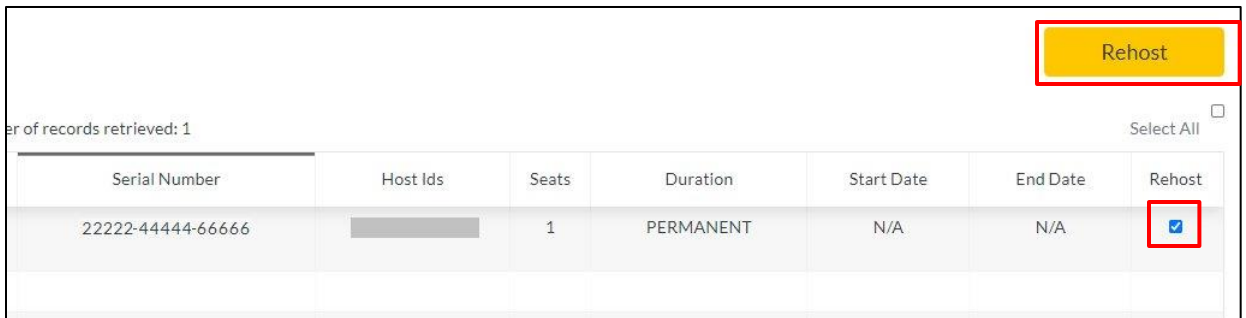 Rehost
er of records retrieved: 1
Select All
Serial Number Host Ids Seats Duration Start Date End Date Rehost
22222-44444-66666 1 PERMANENT N/A N/A